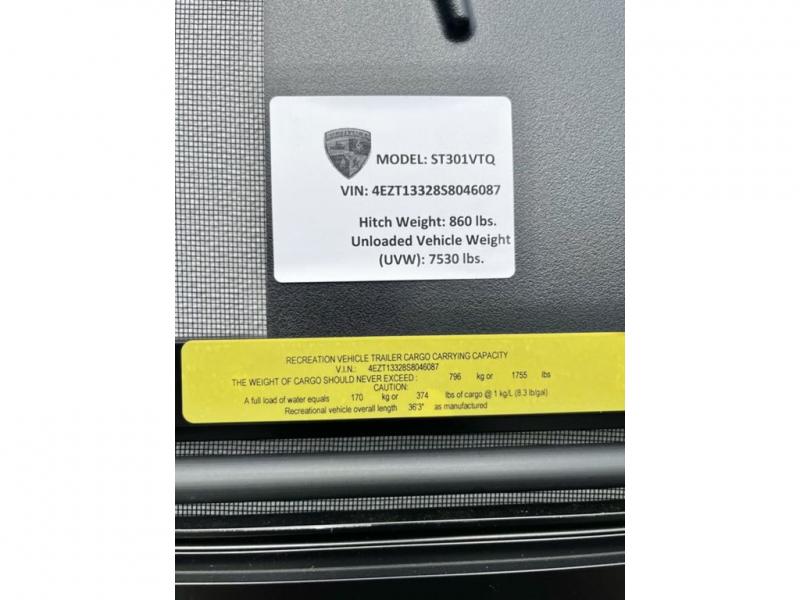 MODEL: ST301VTQ
VIN: 4EZT13328S8046087
Hitch Weight: 860 lbs.
Unloaded Vehicle Weight
(UVW): 7530 lbs.
RECREATION VEHICLE TRAILER CARGO CARRYING CAPACITY
V.I.N.: 4EZT13328S8046087
THE WEIGHT OF CARGO SHOULD NEVER EXCEED : 796 kg or 1755 lbs
CAUTION:
A full load of water equals 170 kg or 374 lbs of cargo @ 1 kg/L (8.3 lb/gal)
Recreational vehicle overall length 36'3" as manufactured